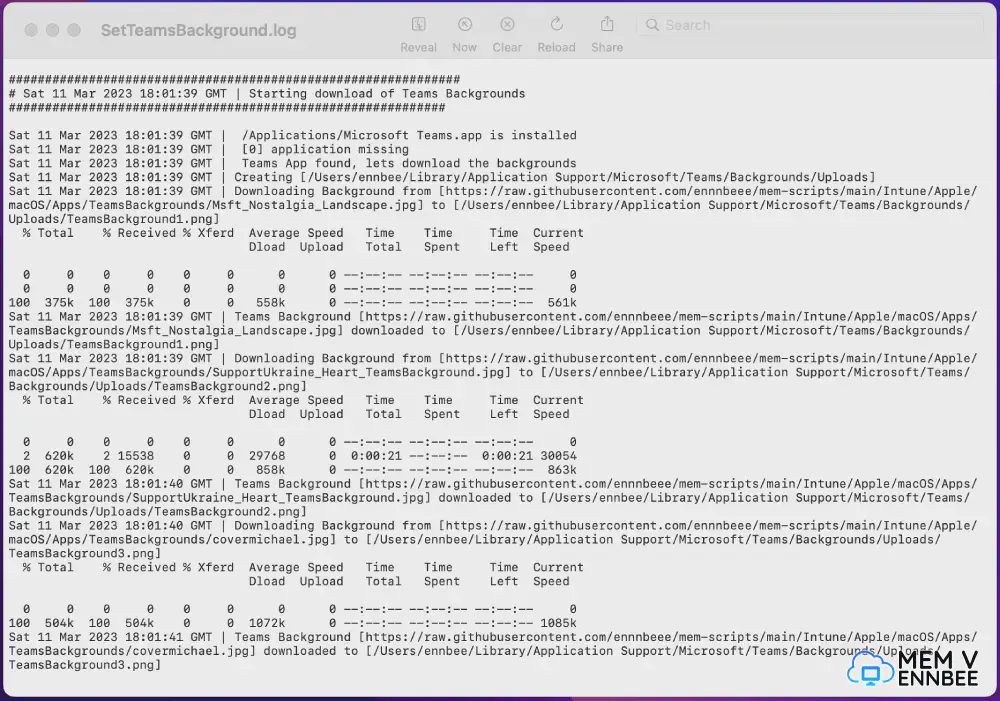 SetTeamsBackground.log
Reveal Now Clear Reload Share
Search
##############################################################
# Sat 11 Mar 2023 18:01:39 GMT | Starting download of Teams Backgrounds
############################################################
Sat 11 Mar 2023 18:01:39 GMT |  /Applications/Microsoft Teams.app is installed
Sat 11 Mar 2023 18:01:39 GMT |  [0] application missing
Sat 11 Mar 2023 18:01:39 GMT |  Teams App found, lets download the backgrounds
Sat 11 Mar 2023 18:01:39 GMT | Creating [/Users/ennbee/Library/Application Support/Microsoft/Teams/Backgrounds/Uploads]
Sat 11 Mar 2023 18:01:39 GMT | Downloading Background from [https://raw.githubusercontent.com/ennnbeee/mem-scripts/main/Intune/Apple/
macOS/Apps/TeamsBackgrounds/Msft_Nostalgia_Landscape.jpg] to [/Users/ennbee/Library/Application Support/Microsoft/Teams/Backgrounds/
Uploads/TeamsBackground1.png]
  % Total    % Received % Xferd  Average Speed   Time    Time     Time  Current
                                 Dload  Upload   Total   Spent    Left  Speed
  0     0    0     0    0     0      0      0 --:--:-- --:--:-- --:--:--     0
  0     0    0     0    0     0      0      0 --:--:-- --:--:-- --:--:--     0
100  375k  100  375k    0     0   558k      0 --:--:-- --:--:-- --:--:--  561k
Sat 11 Mar 2023 18:01:39 GMT | Teams Background [https://raw.githubusercontent.com/ennnbeee/mem-scripts/main/Intune/Apple/macOS/Apps/
TeamsBackgrounds/Msft_Nostalgia_Landscape.jpg] downloaded to [/Users/ennbee/Library/Application Support/Microsoft/Teams/Backgrounds/
Uploads/TeamsBackground1.png]
Sat 11 Mar 2023 18:01:39 GMT | Downloading Background from [https://raw.githubusercontent.com/ennnbeee/mem-scripts/main/Intune/Apple/
macOS/Apps/TeamsBackgrounds/SupportUkraine_Heart_TeamsBackground.jpg] to [/Users/ennbee/Library/Application Support/Microsoft/Teams/
Backgrounds/Uploads/TeamsBackground2.png]
  % Total    % Received % Xferd  Average Speed   Time    Time     Time  Current
                                 Dload  Upload   Total   Spent    Left  Speed
  0     0    0     0    0     0      0      0 --:--:-- --:--:-- --:--:--     0
  2  620k    2 15538    0     0  29768      0  0:00:21 --:--:--  0:00:21 30054
100  620k  100  620k    0     0   858k      0 --:--:-- --:--:-- --:--:--  863k
Sat 11 Mar 2023 18:01:40 GMT | Teams Background [https://raw.githubusercontent.com/ennnbeee/mem-scripts/main/Intune/Apple/macOS/Apps/
TeamsBackgrounds/SupportUkraine_Heart_TeamsBackground.jpg] downloaded to [/Users/ennbee/Library/Application Support/Microsoft/Teams/
Backgrounds/Uploads/TeamsBackground2.png]
Sat 11 Mar 2023 18:01:40 GMT | Downloading Background from [https://raw.githubusercontent.com/ennnbeee/mem-scripts/main/Intune/Apple/
macOS/Apps/TeamsBackgrounds/covermichael.jpg] to [/Users/ennbee/Library/Application Support/Microsoft/Teams/Backgrounds/Uploads/
TeamsBackground3.png]
  % Total    % Received % Xferd  Average Speed   Time    Time     Time  Current
                                 Dload  Upload   Total   Spent    Left  Speed
  0     0    0     0    0     0      0      0 --:--:-- --:--:-- --:--:--     0
100  504k  100  504k    0     0  1072k      0 --:--:-- --:--:-- --:--:-- 1085k
Sat 11 Mar 2023 18:01:41 GMT | Teams Background [https://raw.githubusercontent.com/ennnbeee/mem-scripts/main/Intune/Apple/macOS/Apps/
TeamsBackgrounds/covermichael.jpg] downloaded to [/Users/ennbee/Library/Application Support/Microsoft/Teams/Backgrounds/Uploads/
TeamsBackground3.png]
MEM V
ENNBEE